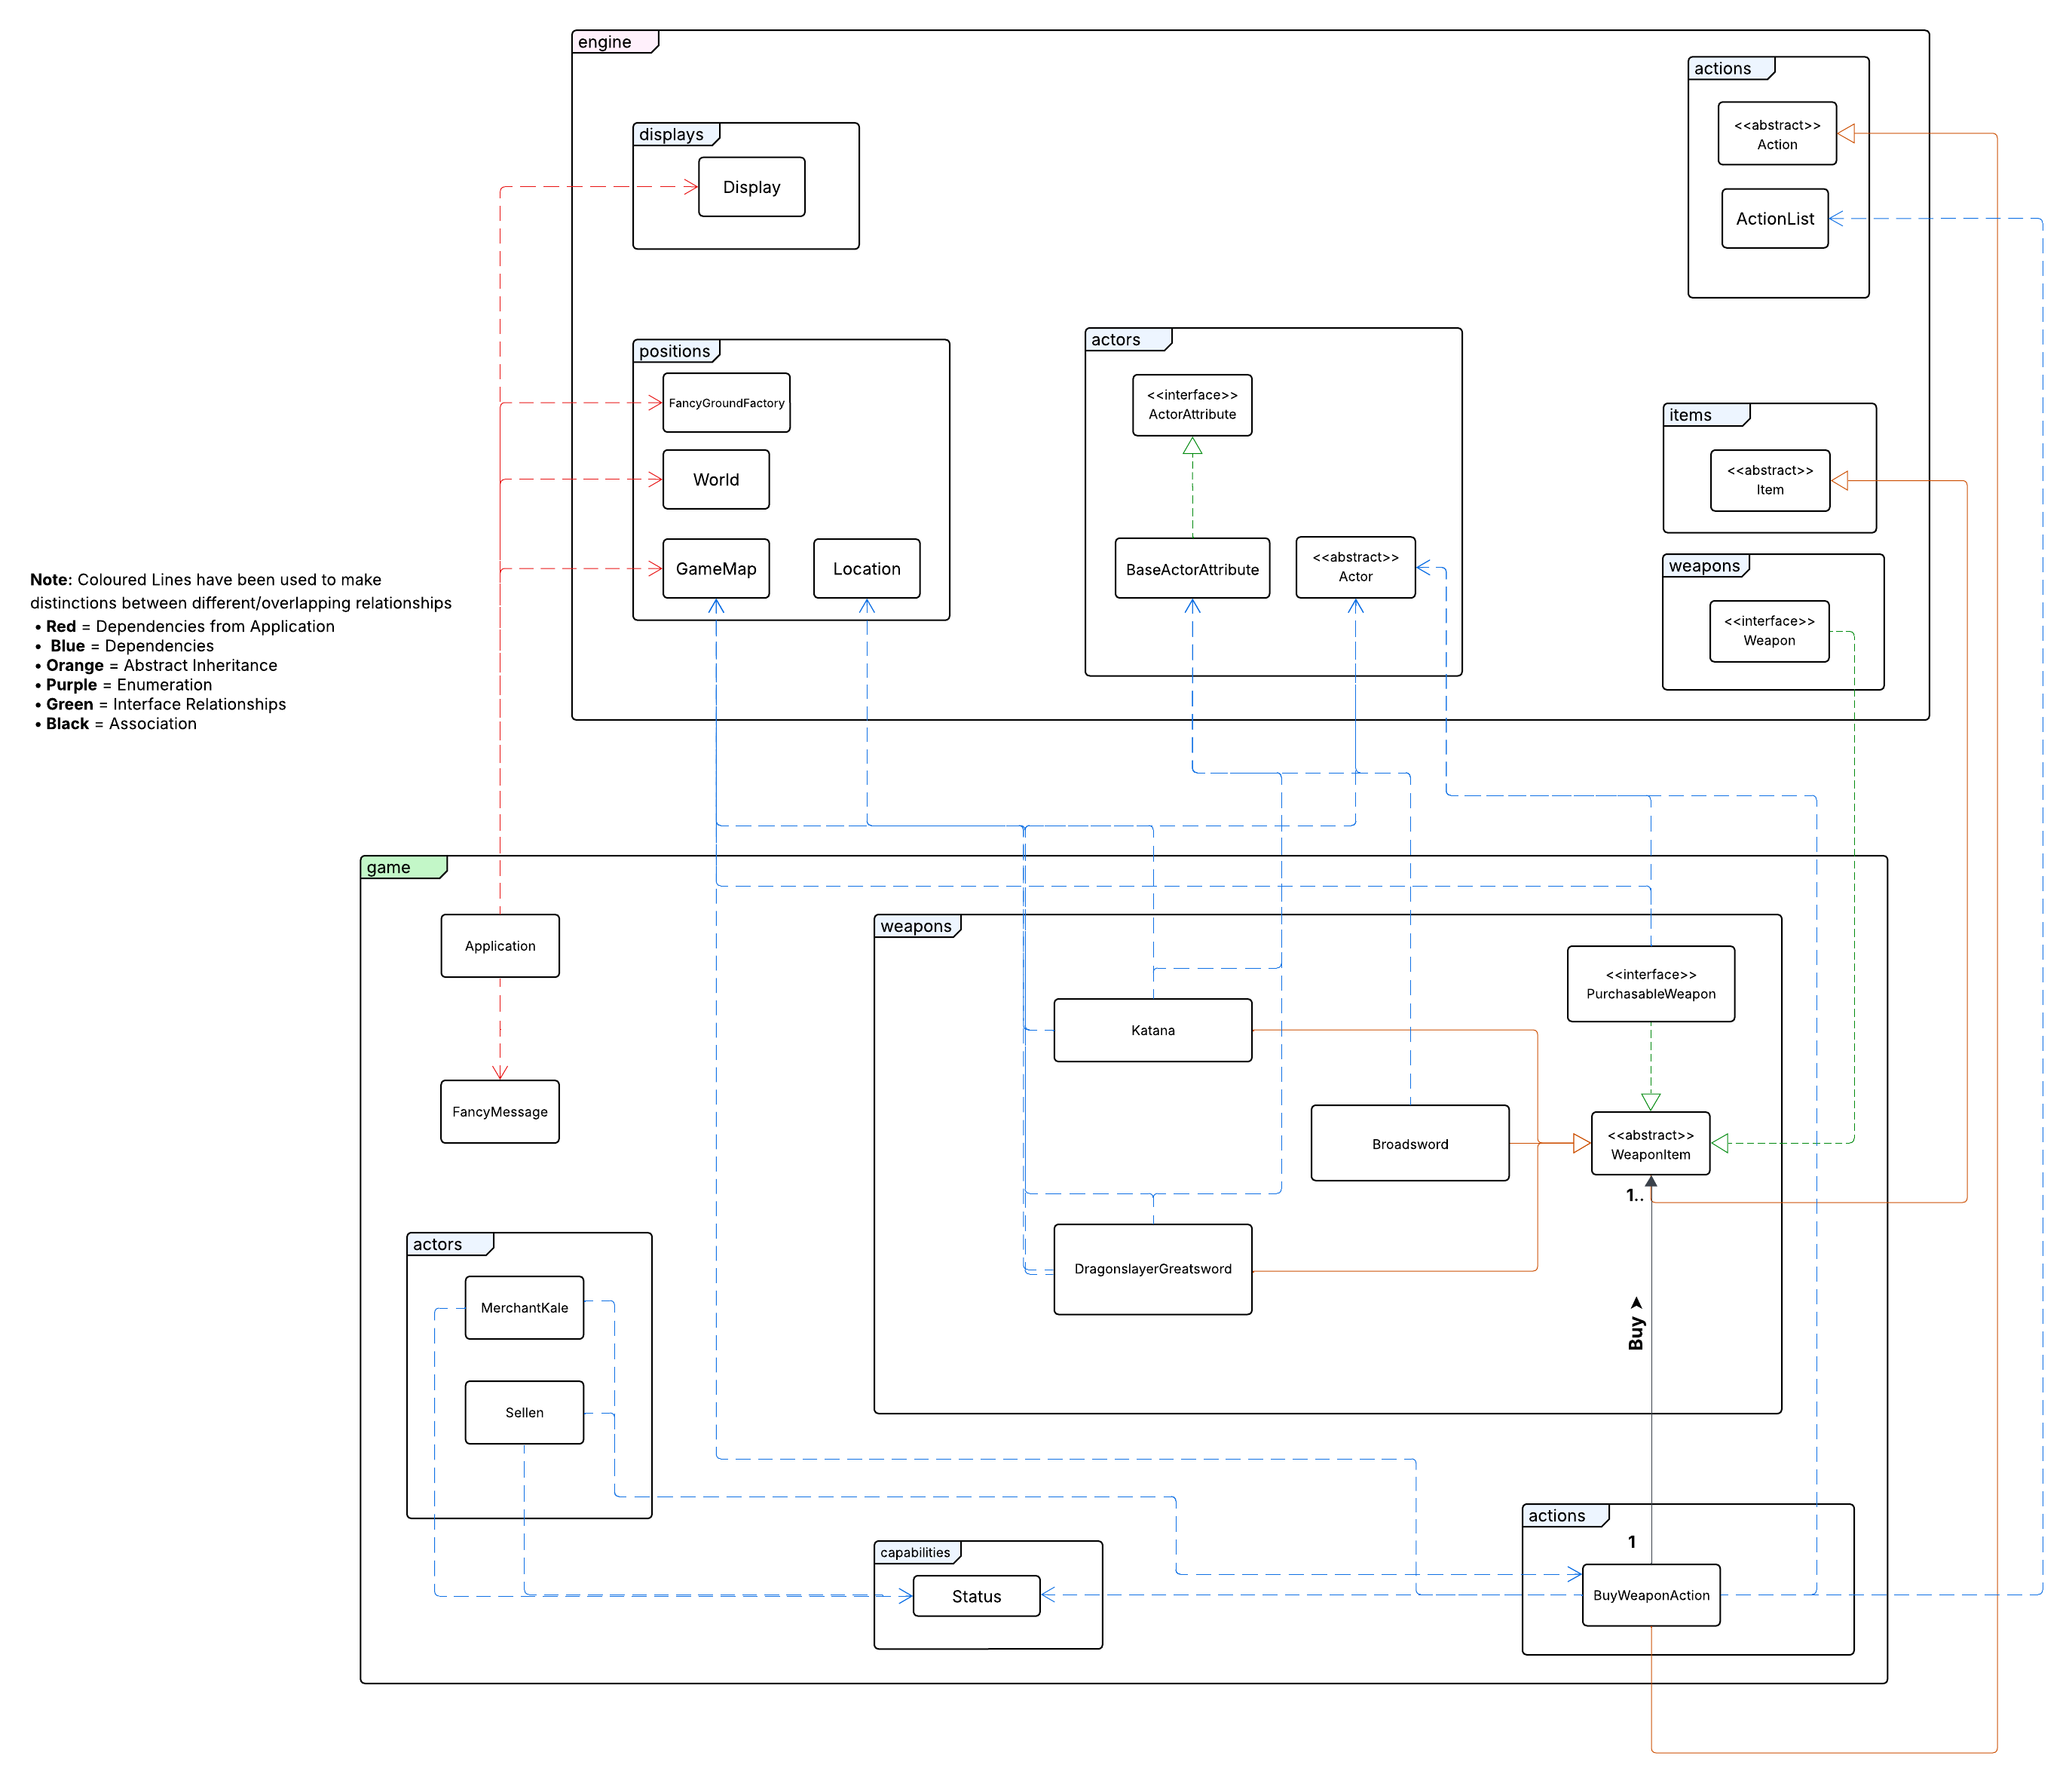 engine
actions
<<abstract>>
Action
ActionList
displays
Display
positions
FancyGroundFactory
World
GameMap
Location
actors
<<interface>>
ActorAttribute
BaseActorAttribute
<<abstract>>
Actor
items
<<abstract>>
Item
weapons
<<interface>>
Weapon
Note: Coloured Lines have been used to make
distinctions between different/overlapping relationships
• Red = Dependencies from Application
• Blue = Dependencies
• Orange = Abstract Inheritance
• Purple = Enumeration
• Green = Interface Relationships
• Black = Association
game
Application
FancyMessage
weapons
<<interface>>
PurchasableWeapon
Katana
Broadsword
<<abstract>>
WeaponItem
1..
DragonslayerGreatsword
Buy ➤
actors
MerchantKale
Sellen
capabilities
Status
actions
1
BuyWeaponAction